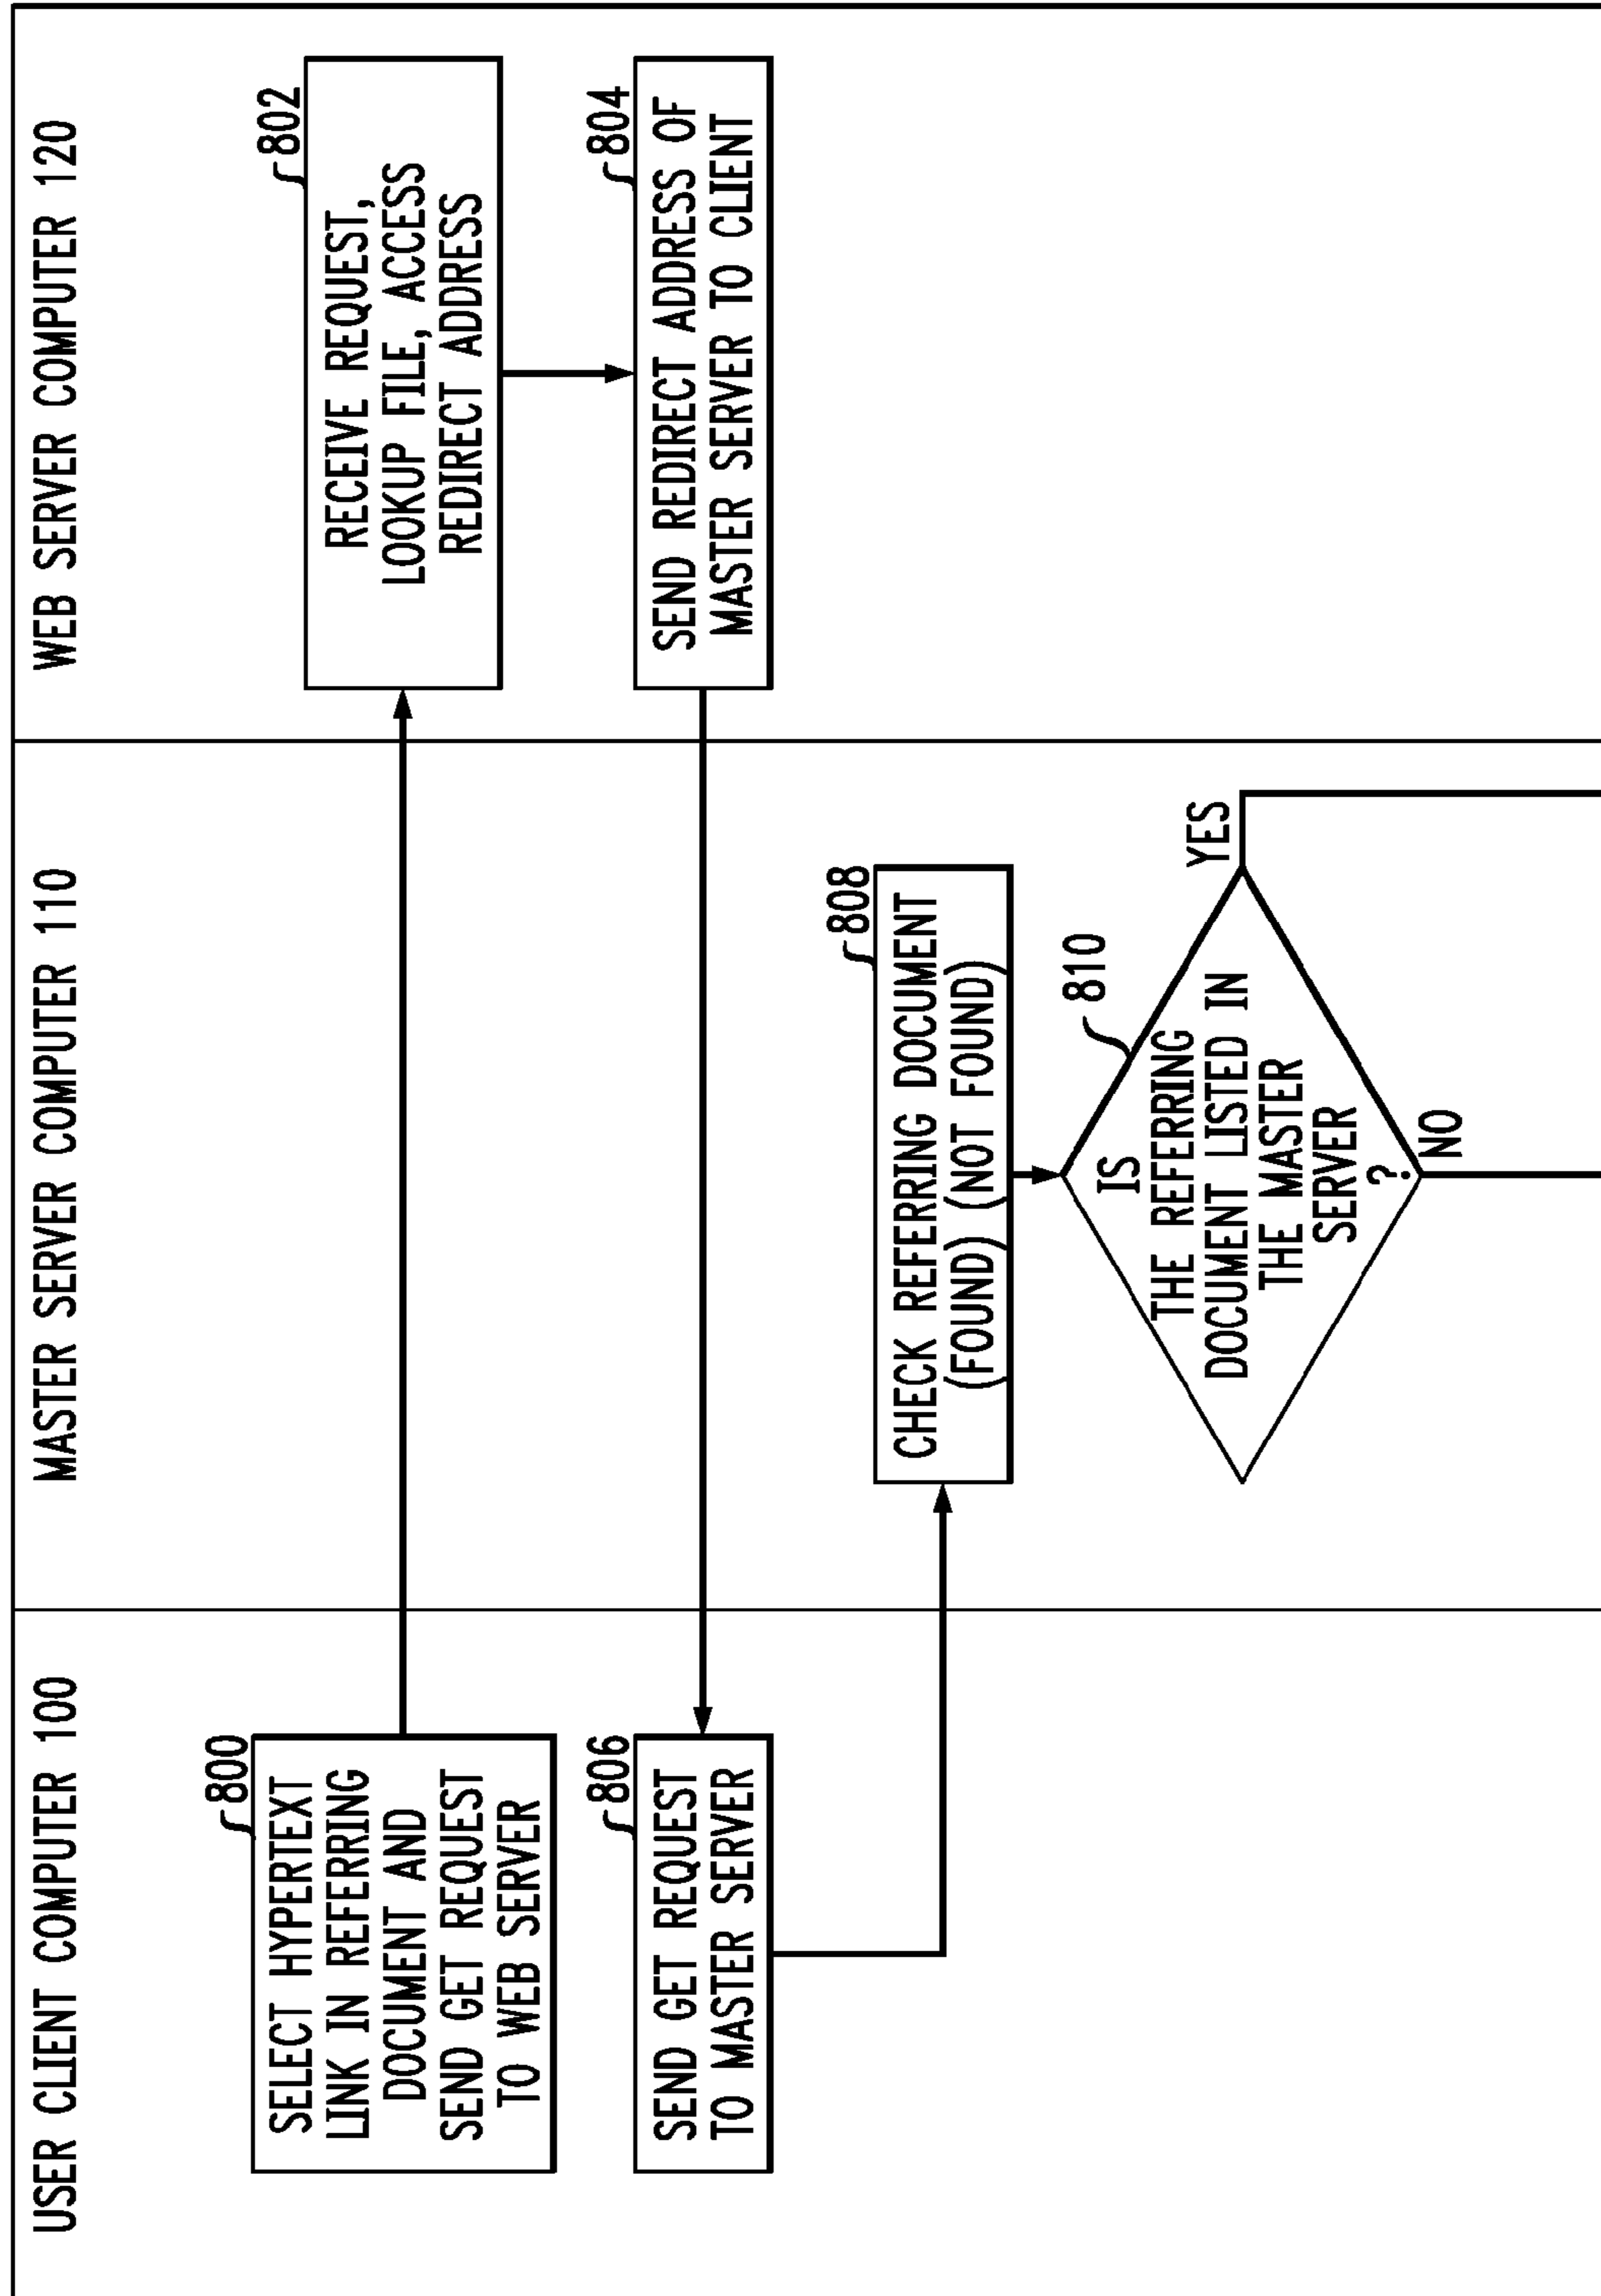 USER CLIENT COMPUTER 100
MASTER SERVER COMPUTER 110
WEB SERVER COMPUTER 120
800
SELECT HYPERTEXT
LINK IN REFERRING
DOCUMENT AND
SEND GET REQUEST
TO WEB SERVER
802
RECEIVE REQUEST,
LOOKUP FILE, ACCESS
REDIRECT ADDRESS
804
SEND REDIRECT ADDRESS OF
MASTER SERVER TO CLIENT
806
SEND GET REQUEST
TO MASTER SERVER
808
CHECK REFERRING DOCUMENT
(FOUND) (NOT FOUND)
810
IS
THE REFERRING
DOCUMENT LISTED IN
THE MASTER
SERVER
?
YES
NO